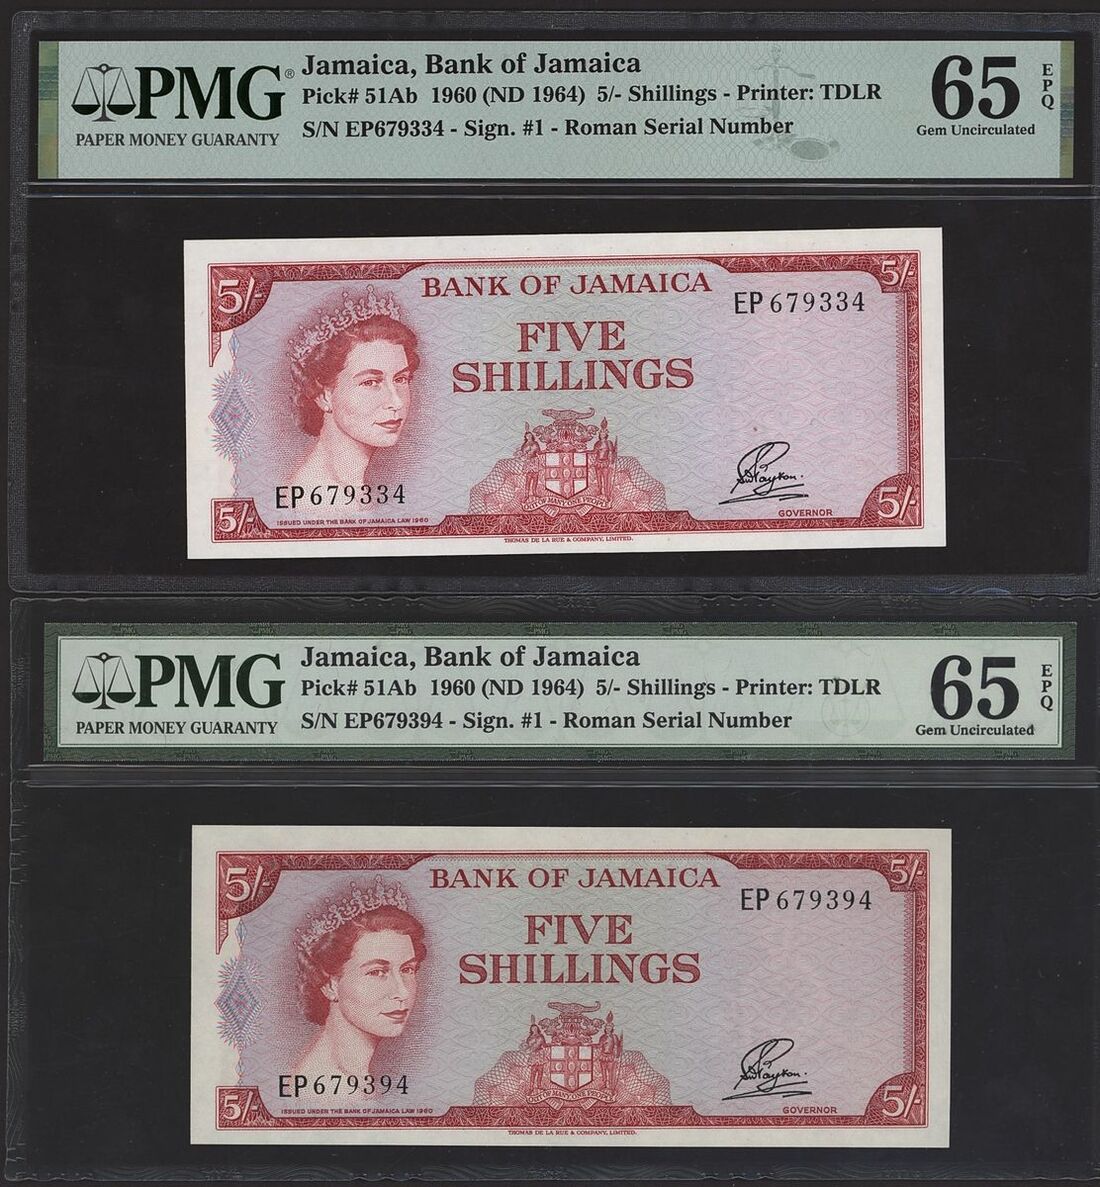 PMG®
PAPER MONEY GUARANTY
Jamaica, Bank of Jamaica
Pick# 51Ab 1960 (ND 1964) 5/- Shillings - Printer: TDLR
S/N EP679334 - Sign. #1 - Roman Serial Number
65 EPQ
Gem Uncirculated
5/-
BANK OF JAMAICA
5/-
EP 679334
FIVE
SHILLINGS
EP 679334
GOVERNOR
5/-
ISSUED UNDER THE BANK OF JAMAICA LAW 1960
5/-
THOMAS DE LA RUE & COMPANY, LIMITED.
PMG
PAPER MONEY GUARANTY
Jamaica, Bank of Jamaica
Pick# 51Ab 1960 (ND 1964) 5/- Shillings - Printer: TDLR
S/N EP679394 - Sign. #1 - Roman Serial Number
65 EPQ
Gem Uncirculated
5/-
BANK OF JAMAICA
5/-
EP 679394
FIVE
SHILLINGS
EP 679394
GOVERNOR
5/-
ISSUED UNDER THE BANK OF JAMAICA LAW 1960
5/-
THOMAS DE LA RUE & COMPANY, LIMITED.